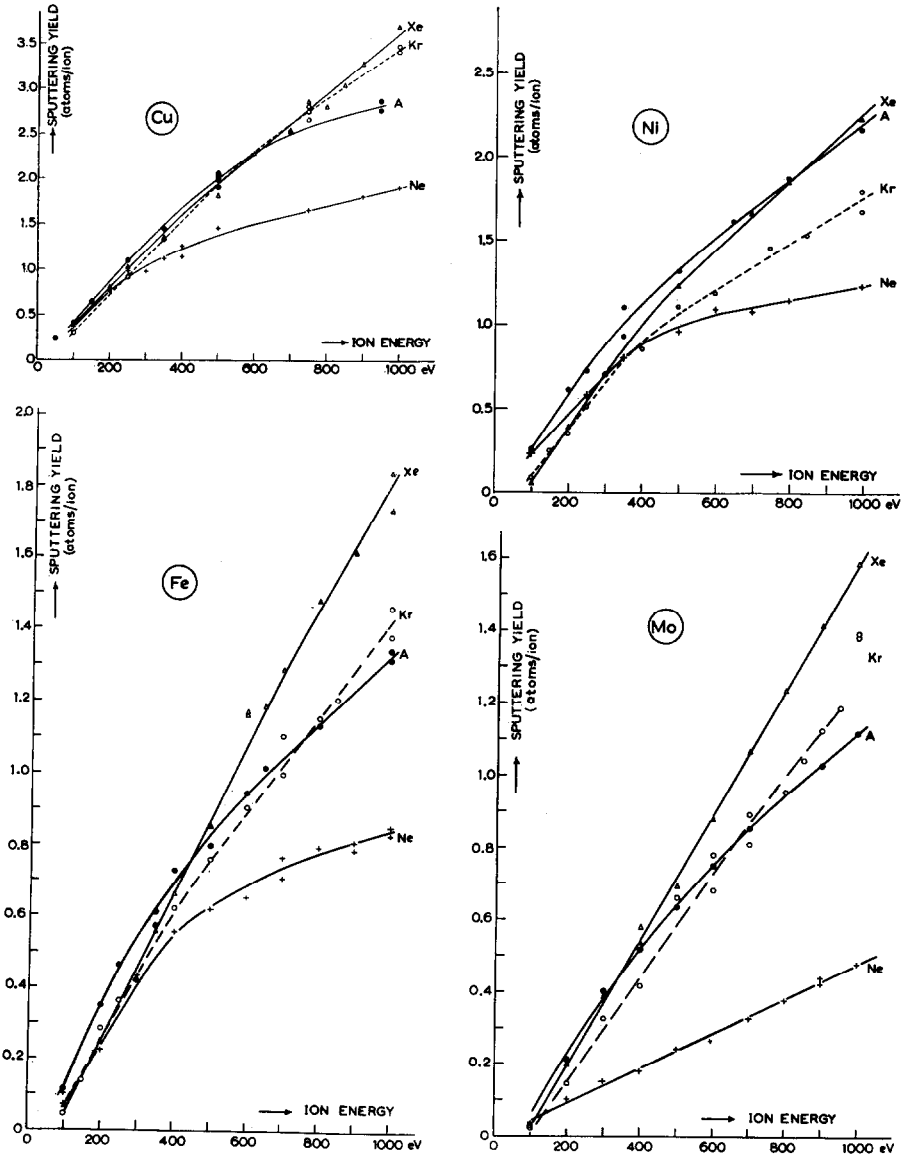 SPUTTERING YIELD
(atoms/ion)
3.5
3.0
2.5
2.0
1.5
1.0
0.5
0
Cu
Xe
Kr
A
Ne
ION ENERGY
0 200 400 600 800 1000 eV
SPUTTERING YIELD
(atoms/ion)
2.5
2.0
1.5
1.0
0.5
0
Ni
Xe
A
Kr
Ne
ION ENERGY
200 400 600 800 1000 eV
SPUTTERING YIELD
(atoms/ion)
2.0
1.8
1.6
1.4
1.2
1.0
0.8
0.6
0.4
0.2
0
Fe
Xe
Kr
A
Ne
ION ENERGY
200 400 600 800 1000 eV
SPUTTERING YIELD
(atoms/ion)
1.6
1.4
1.2
1.0
0.8
0.6
0.4
0.2
0
Mo
Xe
Kr
A
Ne
ION ENERGY
200 400 600 800 1000 eV